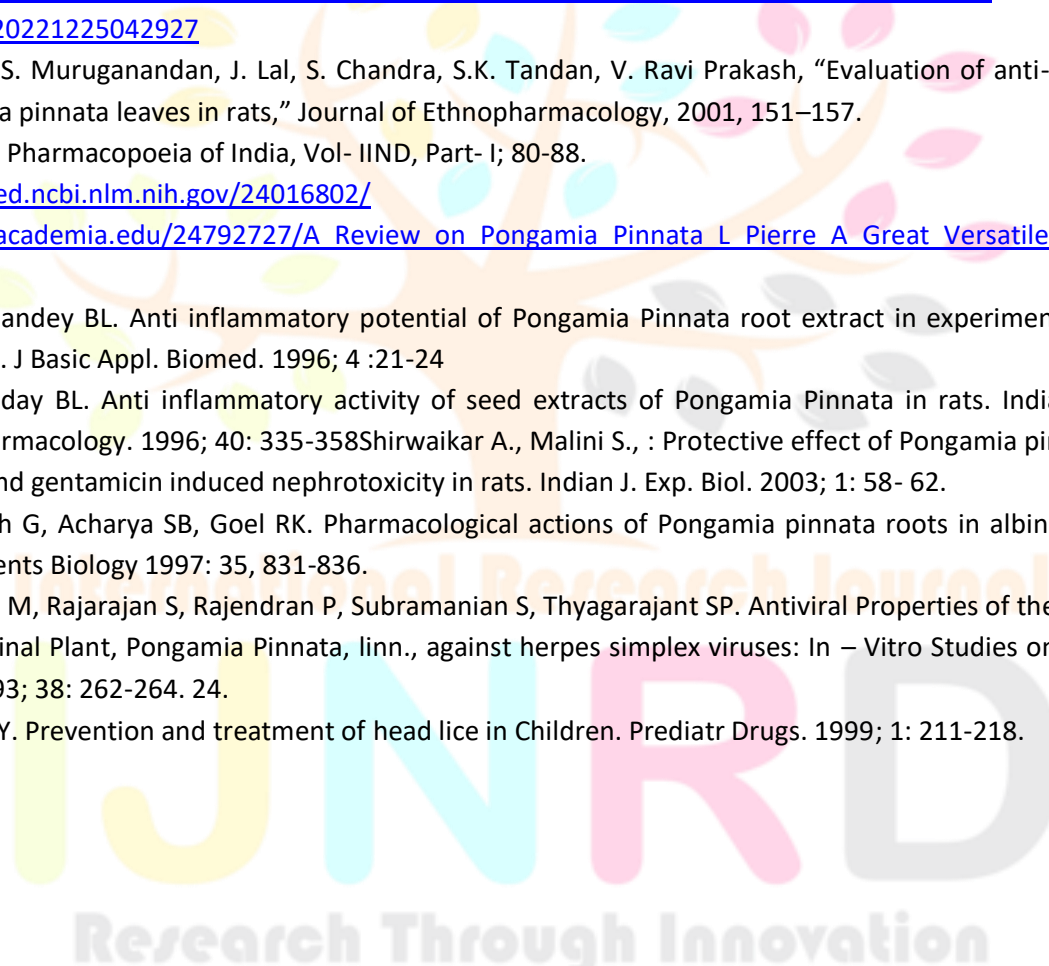 20221225042927
S. Muruganandan, J. Lal, S. Chandra, S.K. Tandan, V. Ravi Prakash, “Evaluation of anti-
a pinnata leaves in rats,” Journal of Ethnopharmacology, 2001, 151–157.
Pharmacopoeia of India, Vol- IIND, Part- I; 80-88.
ed.ncbi.nlm.nih.gov/24016802/
academia.edu/24792727/A_Review_on_Pongamia_Pinnata_L_Pierre_A_Great_Versatile_
andey BL. Anti inflammatory potential of Pongamia Pinnata root extract in experimen
. J Basic Appl. Biomed. 1996; 4 :21-24
day BL. Anti inflammatory activity of seed extracts of Pongamia Pinnata in rats. India
rmacology. 1996; 40: 335-358Shirwaikar A., Malini S., : Protective effect of Pongamia pin
nd gentamicin induced nephrotoxicity in rats. Indian J. Exp. Biol. 2003; 1: 58- 62.
h G, Acharya SB, Goel RK. Pharmacological actions of Pongamia pinnata roots in albin
ents Biology 1997: 35, 831-836.
International Research Journal
M, Rajarajan S, Rajendran P, Subramanian S, Thyagarajant SP. Antiviral Properties of the
inal Plant, Pongamia Pinnata, linn., against herpes simplex viruses: In – Vitro Studies on
93; 38: 262-264. 24.
Y. Prevention and treatment of head lice in Children. Prediatr Drugs. 1999; 1: 211-218.
IJNRD
Research Through Innovation